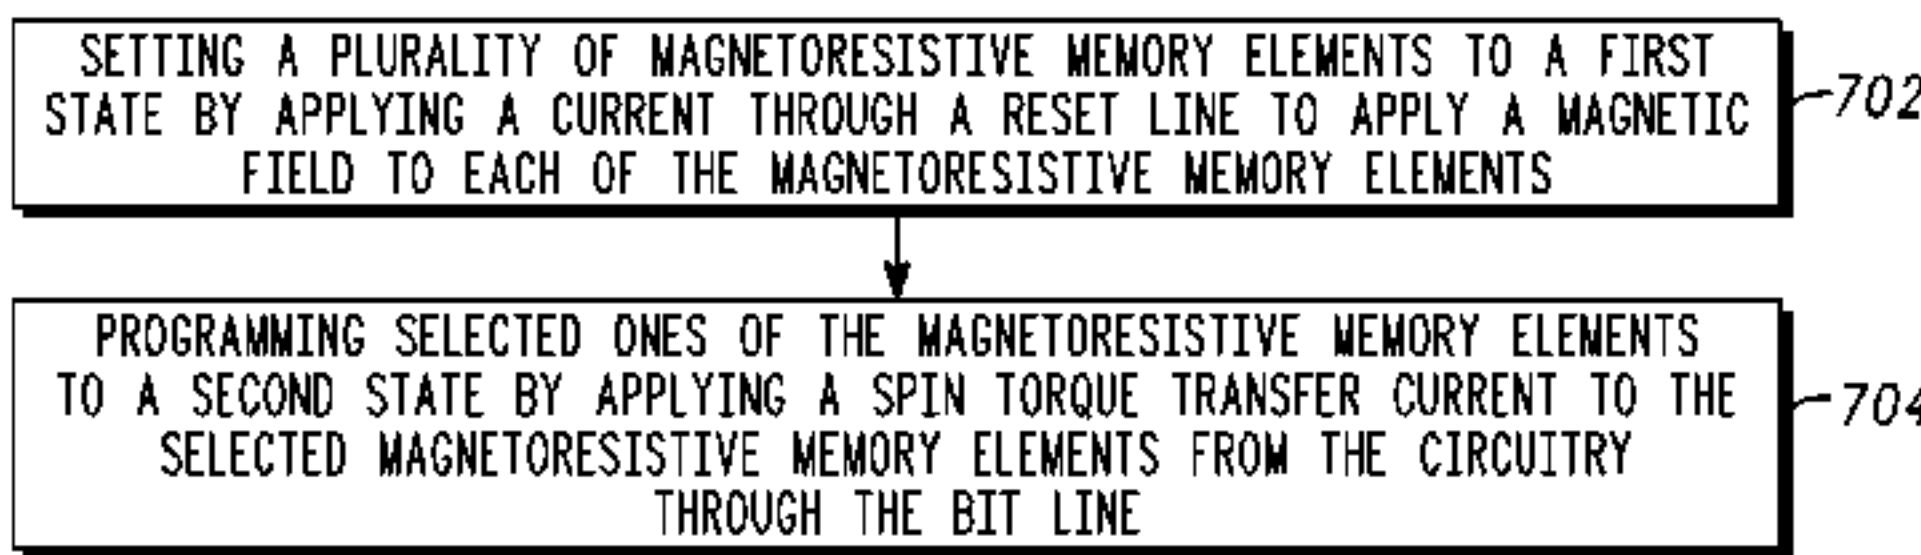 SETTING A PLURALITY OF MAGNETORESISTIVE MEMORY ELEMENTS TO A FIRST
STATE BY APPLYING A CURRENT THROUGH A RESET LINE TO APPLY A MAGNETIC
FIELD TO EACH OF THE MAGNETORESISTIVE MEMORY ELEMENTS
702
PROGRAMMING SELECTED ONES OF THE MAGNETORESISTIVE MEMORY ELEMENTS
TO A SECOND STATE BY APPLYING A SPIN TORQUE TRANSFER CURRENT TO THE
SELECTED MAGNETORESISTIVE MEMORY ELEMENTS FROM THE CIRCUITRY
THROUGH THE BIT LINE
704